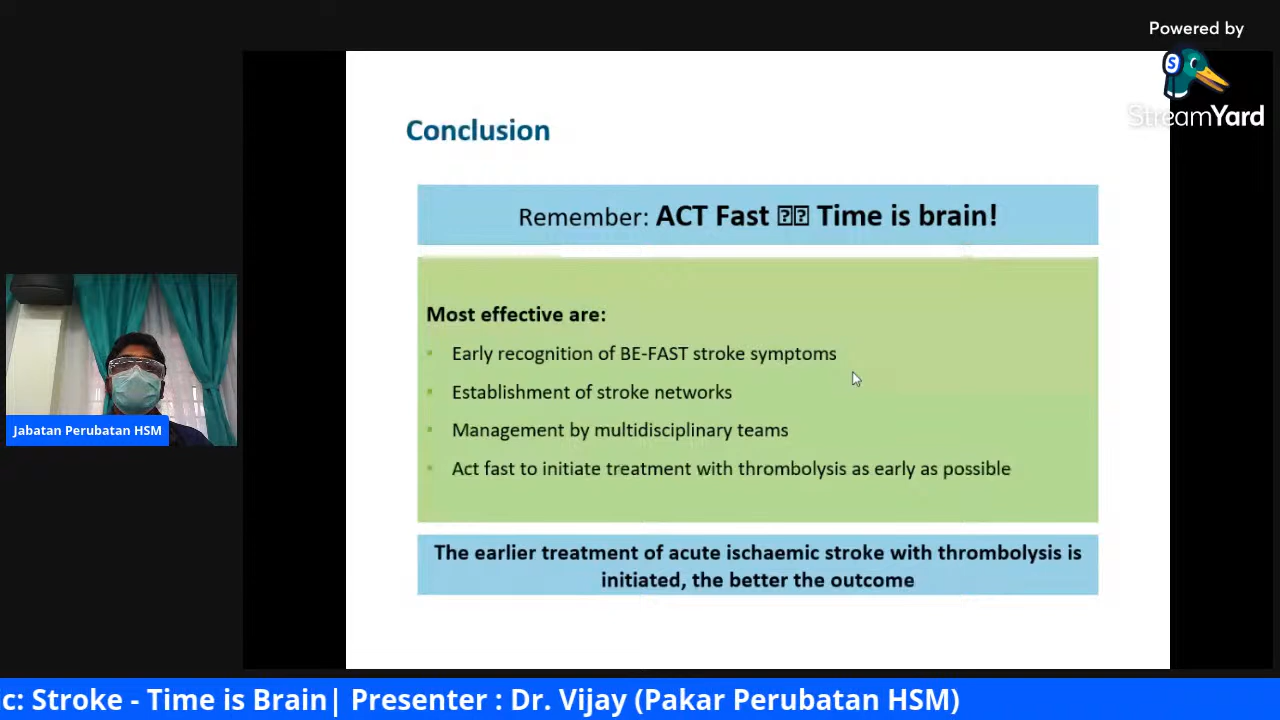 Powered by
StreamYard
Conclusion
Remember: ACT Fast Time is brain!
Most effective are:
Early recognition of BE-FAST stroke symptoms
Establishment of stroke networks
Management by multidisciplinary teams
Act fast to initiate treatment with thrombolysis as early as possible
The earlier treatment of acute ischaemic stroke with thrombolysis is
initiated, the better the outcome
Jabatan Perubatan HSM
c: Stroke - Time is Brain| Presenter : Dr. Vijay (Pakar Perubatan HSM)